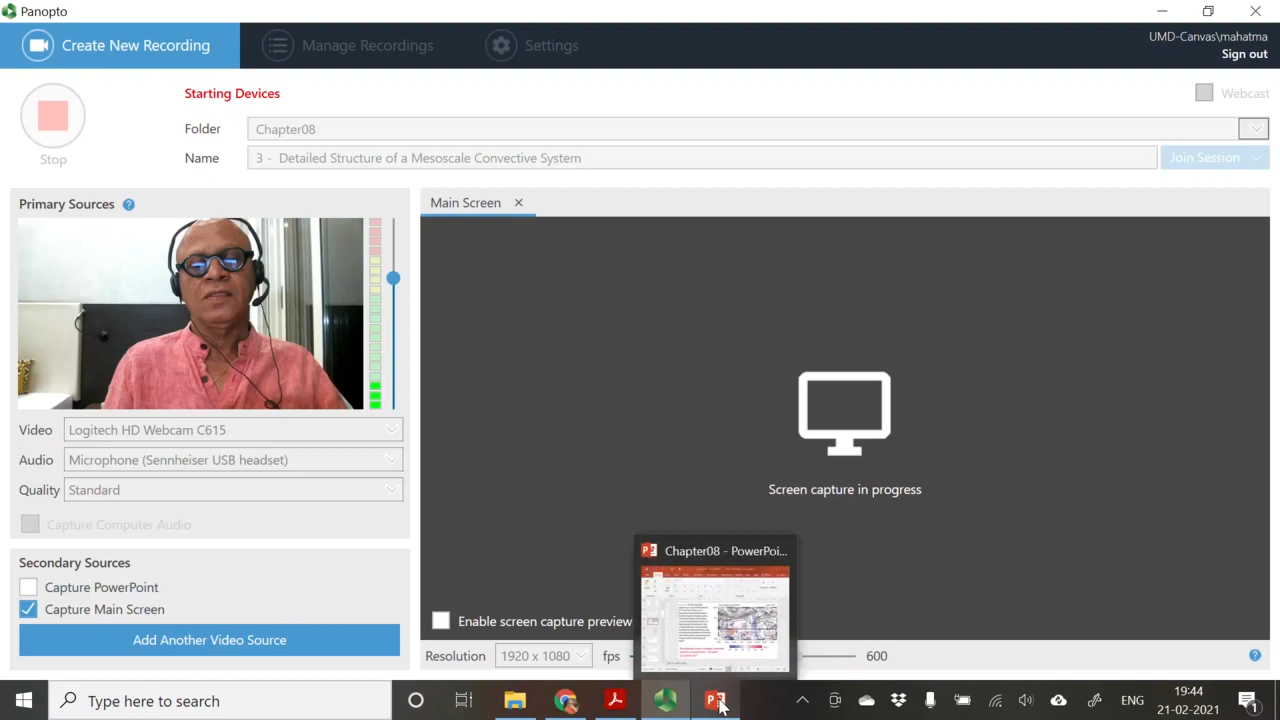 Panopto
Create New Recording
Manage Recordings
Settings
UMD-Canvas\mahatma
Sign out
Starting Devices
Webcast
Folder
Chapter08
Stop
Name
3 -  Detailed Structure of a Mesoscale Convective System
Join Session
Primary Sources
Main Screen
Video
Logitech HD Webcam C615
Audio
Microphone (Sennheiser USB headset)
Quality
Standard
Capture Computer Audio
Screen capture in progress
Secondary Sources
Capture PowerPoint
Capture Main Screen
Add Another Video Source
Chapter08 - PowerPoi...
Enable screen capture preview
Resolution:
1920 x 1080
fps
600
Type here to search
ENG
19:44
21-02-2021
1